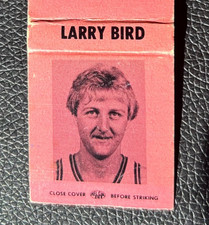 LARRY BIRD
CLOSE COVER BEFORE STRIKING